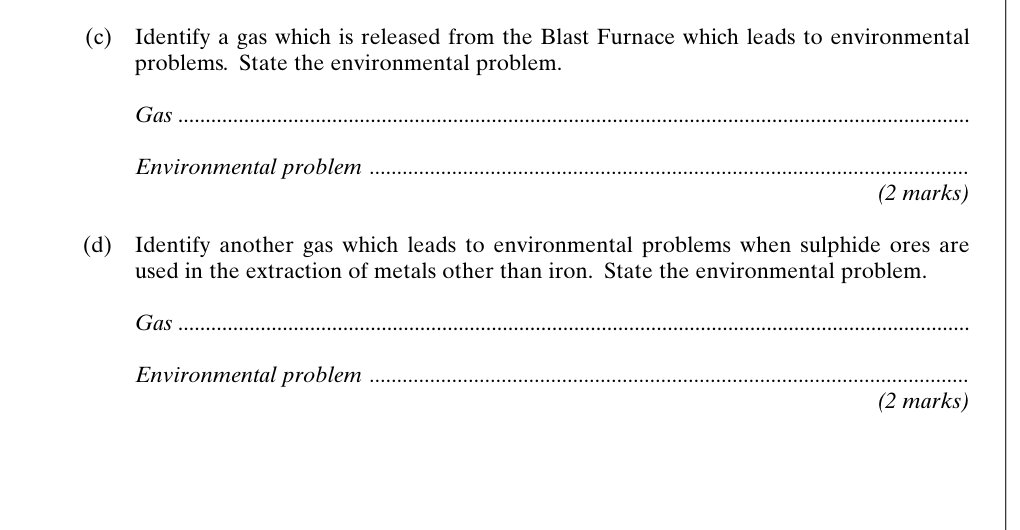 (c) Identify a gas which is released from the Blast Furnace which leads to environmental
problems. State the environmental problem.
Gas ........................................................................................................................................
Environmental problem .......................................................................................................
(2 marks)
(d) Identify another gas which leads to environmental problems when sulphide ores are
used in the extraction of metals other than iron. State the environmental problem.
Gas ........................................................................................................................................
Environmental problem .......................................................................................................
(2 marks)